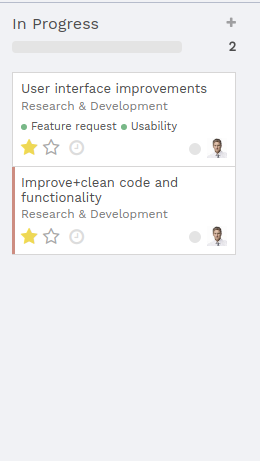 In Progress +
2
User interface improvements
Research & Development
Feature request Usability
Improve+clean code and
functionality
Research & Development